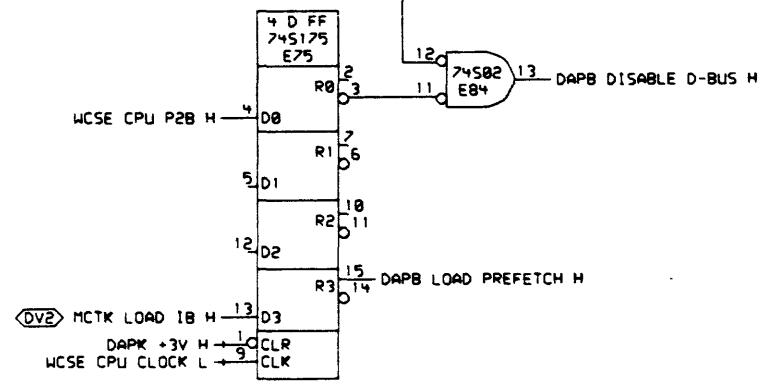 4 D FF
74S175
E75
12
74S02
E84
13 DAPB DISABLE D-BUS H
11
2
R0
3
WCSE CPU P2B H 4 D0
7
R1
6
5 D1
10
R2
11
12 D2
15 DAPB LOAD PREFETCH H
R3
14
DV2 MCTK LOAD IB H 13 D3
DAPK +3V H 1 CLR
WCSE CPU CLOCK L 9 CLK